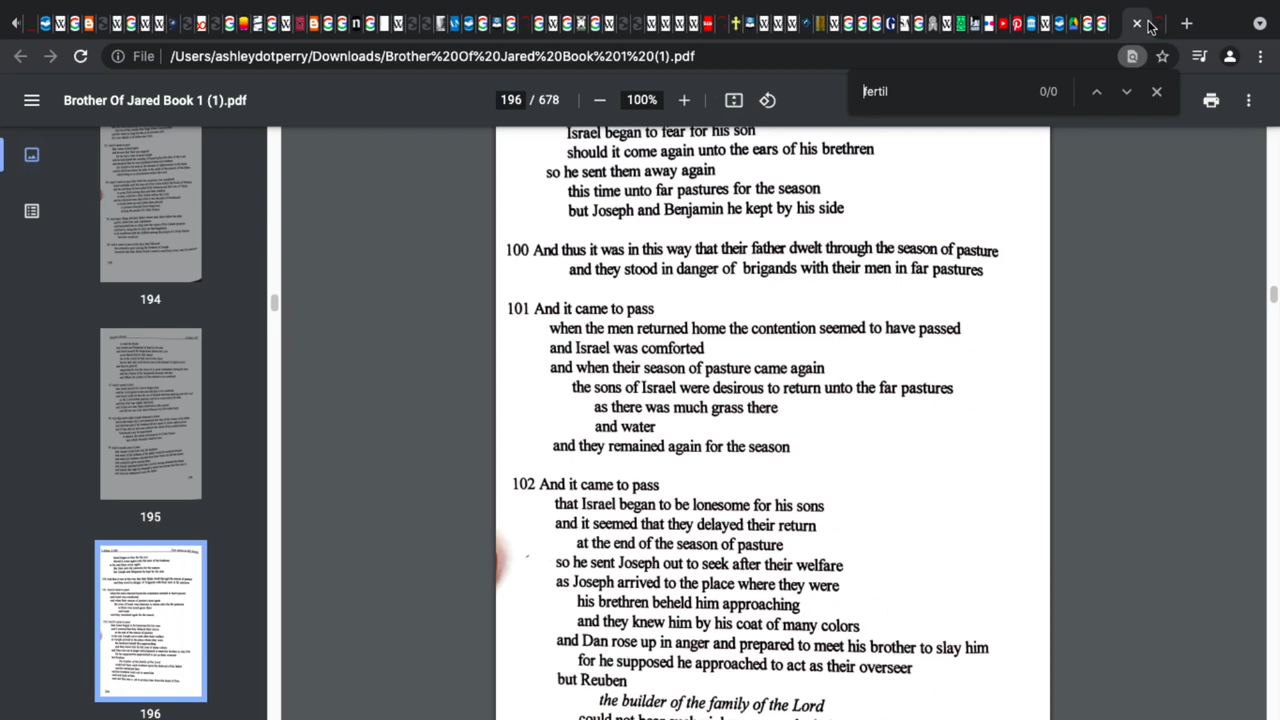 File
/Users/ashleydotperry/Downloads/Brother%20Of%20Jared%20Book%201%20(1).pdf
fertil
0/0
Brother Of Jared Book 1 (1).pdf
196 / 678
100%
194
195
196
Israel began to fear for his son
should it come again unto the ears of his brethren
so he sent them away again
this time unto far pastures for the season
but Joseph and Benjamin he kept by his side
100 And thus it was in this way that their father dwelt through the season of pasture
and they stood in danger of brigands with their men in far pastures
101 And it came to pass
when the men returned home the contention seemed to have passed
and Israel was comforted
and when their season of pasture came again
the sons of Israel were desirous to return unto the far pastures
as there was much grass there
and water
and they remained again for the season
102 And it came to pass
that Israel began to be lonesome for his sons
and it seemed that they delayed their return
at the end of the season of pasture
so he sent Joseph out to seek after their welfare
as Joseph arrived to the place where they were
his brethren beheld him approaching
and they knew him by his coat of many colors
and Dan rose up in anger and prepared to meet his brother to slay him
for he supposed he approached to act as their overseer
but Reuben
the builder of the family of the Lord